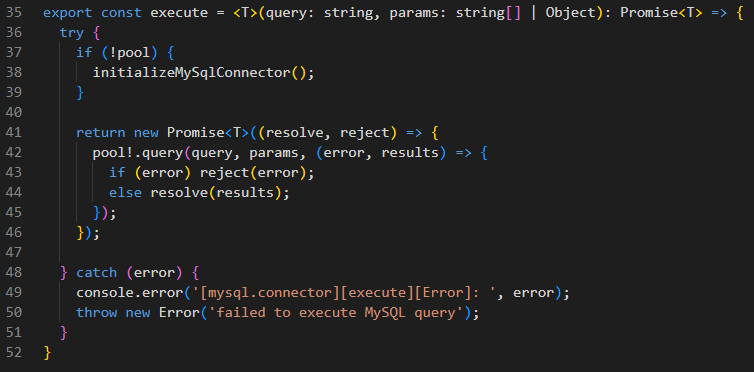 35 export const execute = <T>(query: string, params: string[] | Object): Promise<T> => {
36   try {
37     if (!pool) {
38       initializeMySqlConnector();
39     }
40
41     return new Promise<T>((resolve, reject) => {
42       pool!.query(query, params, (error, results) => {
43         if (error) reject(error);
44         else resolve(results);
45       });
46     });
47
48   } catch (error) {
49     console.error('[mysql.connector][execute][Error]: ', error);
50     throw new Error('failed to execute MySQL query');
51   }
52 }